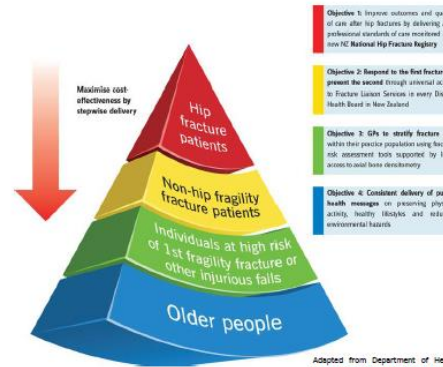 Maximise cost-
effectiveness by
stepwise delivery
Hip
fracture
patients
Non-hip fragility
fracture patients
Individuals at high risk
of 1st fragility fracture or
other injurious falls
Older people
Objective 1: Improve outcomes and
of care after hip fractures by delivering
professional standards of care monitored
new NZ National Hip Fracture Registry
Objective 2: Respond to the first
prevent the second through universal
to Fracture Liaison Services in every
Health Board in New Zealand
Objective 3: GPs to stratify fracture
within their practice population using
risk assessment tools supported by
access to axial bone densitometry
Objective 4: Consistent delivery of
health messages on preserving
activity, healthy lifestyles and
environmental hazards
Adapted from Department of